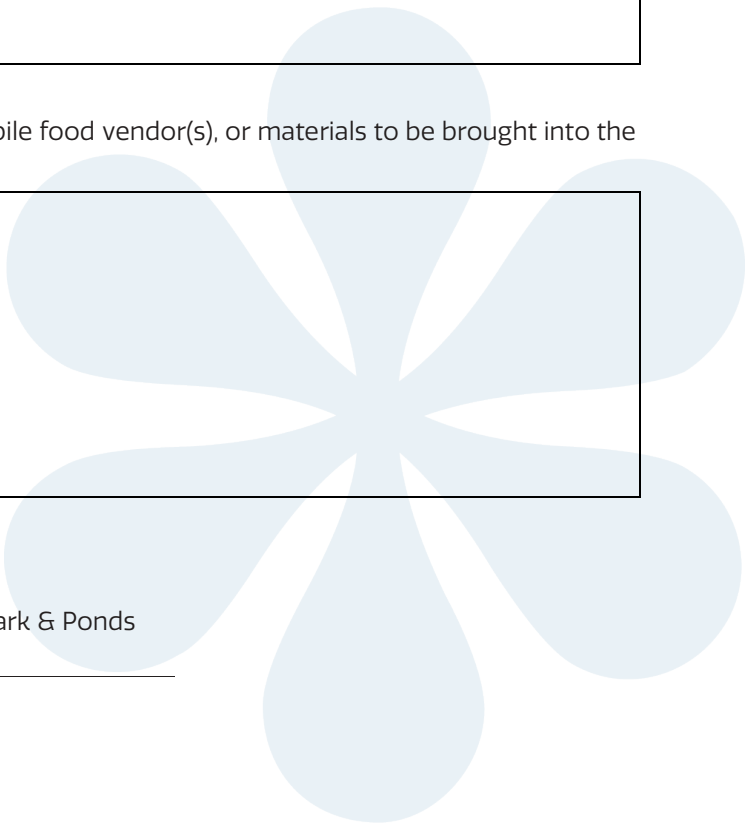 bile food vendor(s), or materials to be brought into the
ark & Ponds